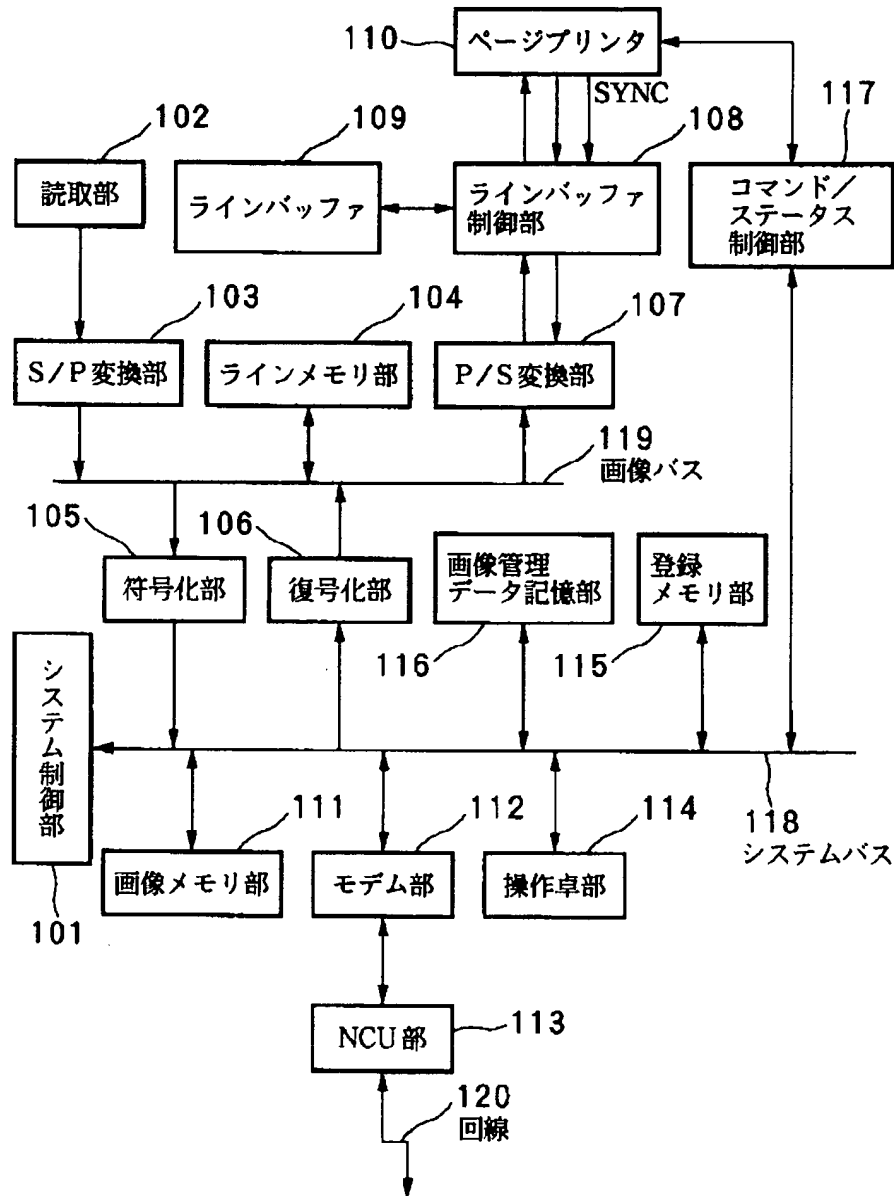 110
ページプリンタ
SYNC
117
102
109
108
読取部
ラインバッファ
ラインバッファ
制御部
コマンド/
ステータス
制御部
103
104
107
S/P変換部
ラインメモリ部
P/S変換部
119
画像バス
105
106
符号化部
復号化部
画像管理
データ記憶部
登録
メモリ部
116
115
システム制御部
111
112
114
118
システムバス
画像メモリ部
モデム部
操作卓部
101
NCU部
113
120
回線